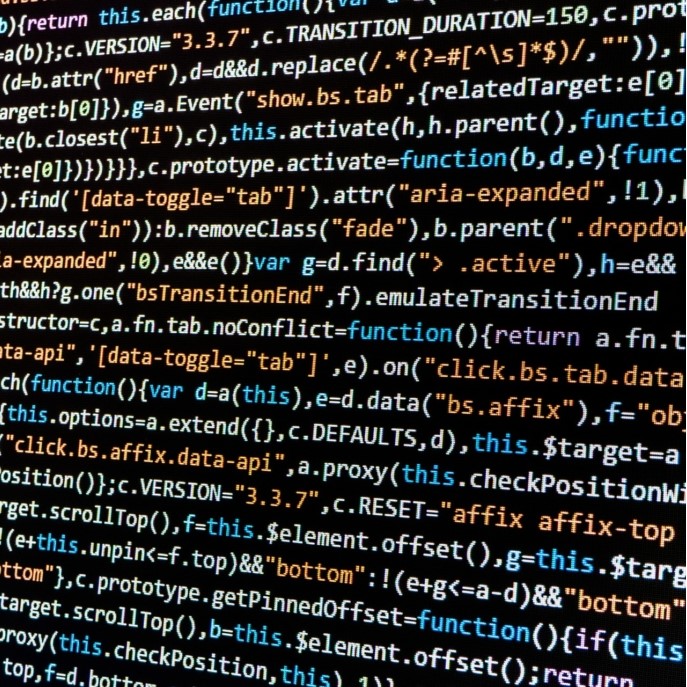 b){return this.each(function(){var
=a(b)};c.VERSION="3.3.7",c.TRANSITION_DURATION=150,c.prot
(d=b.attr("href"),d=d&&d.replace(/.*(?=#[^\s]*$)/,"")),!
arget:b[0]}),g=a.Event("show.bs.tab",{relatedTarget:e[0]
te(b.closest("li"),c),this.activate(h,h.parent(),functio
et:e[0]})})}}},c.prototype.activate=function(b,d,e){func
).find('[data-toggle="tab"]').attr("aria-expanded",!1),
addClass("in")):b.removeClass("fade"),b.parent(".dropdow
a-expanded",!0),e&&e()}var g=d.find("> .active"),h=e&&
th&&h?g.one("bsTransitionEnd",f).emulateTransitionEnd
structor=c,a.fn.tab.noConflict=function(){return a.fn.t
ata-api",'[data-toggle="tab"]',e).on("click.bs.tab.data
ch(function(){var d=a(this),e=d.data("bs.affix"),f="ob
{this.options=a.extend({},c.DEFAULTS,d),this.$target=a
("click.bs.affix.data-api",a.proxy(this.checkPositionWi
osition()};c.VERSION="3.3.7",c.RESET="affix affix-top
rget.scrollTop(),f=this.$element.offset(),g=this.$targ
!(e+this.unpin<=f.top)&&"bottom":!(e+g<=a-d)&&"bottom"
ottom"},c.prototype.getPinnedOffset=function(){if(this
target.scrollTop(),b=this.$element.offset();return
proxy(this.checkPosition,this),1)}
top,f=d.bottom